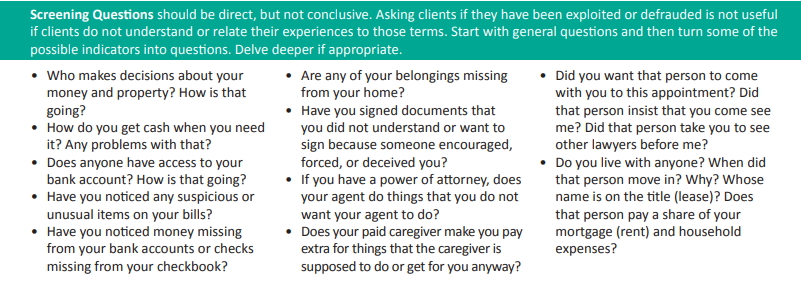 Screening Questions should be direct, but not conclusive. Asking clients if they have been exploited or defrauded is not useful
if clients do not understand or relate their experiences to those terms. Start with general questions and then turn some of the
possible indicators into questions. Delve deeper if appropriate.
• Who makes decisions about your
money and property? How is that
going?
• How do you get cash when you need
it? Any problems with that?
• Does anyone have access to your
bank account? How is that going?
• Have you noticed any suspicious or
unusual items on your bills?
• Have you noticed money missing
from your bank accounts or checks
missing from your checkbook?
• Are any of your belongings missing
from your home?
• Have you signed documents that
you did not understand or want to
sign because someone encouraged,
forced, or deceived you?
• If you have a power of attorney, does
your agent do things that you do not
want your agent to do?
• Does your paid caregiver make you pay
extra for things that the caregiver is
supposed to do or get for you anyway?
• Did you want that person to come
with you to this appointment? Did
that person insist that you come see
me? Did that person take you to see
other lawyers before me?
• Do you live with anyone? When did
that person move in? Why? Whose
name is on the title (lease)? Does
that person pay a share of your
mortgage (rent) and household
expenses?